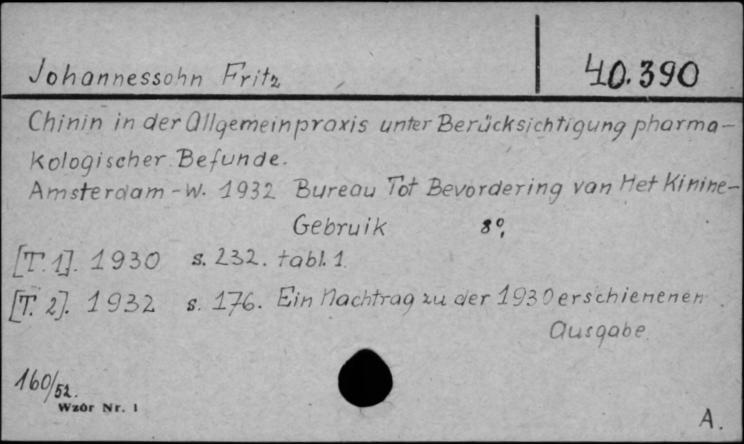 Johannessohn Fritz
40.390
Chinin in der Allgemeinpraxis unter Berücksichtigung pharma-
kologischer Befunde.
Amsterdam-W. 1932 Bureau Tot Bevordering van Het Kinine-
Gebruik 8°,
[T. 1]. 1930 s. 232. tabl. 1.
[T. 2]. 1932 s. 176. Ein Nachtrag zu der 1930 erschienenen
Ausgabe.
160/52.
Wzór Nr. 1
A.